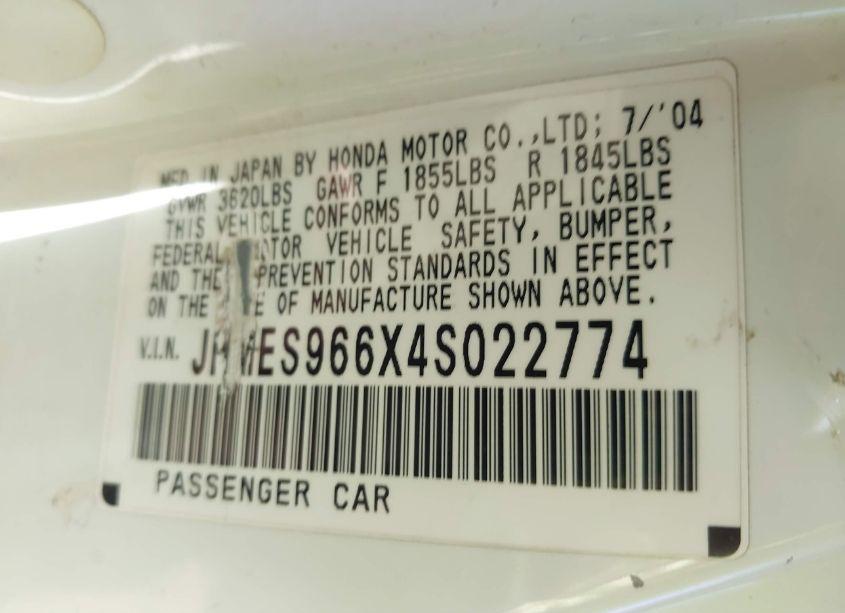 MFD IN JAPAN BY HONDA MOTOR CO.,LTD; 7/'04
GVWR 3620LBS GAWR F 1855LBS R 1845LBS
THIS VEHICLE CONFORMS TO ALL APPLICABLE
FEDERAL MOTOR VEHICLE SAFETY, BUMPER,
AND THE PREVENTION STANDARDS IN EFFECT
ON THE OF MANUFACTURE SHOWN ABOVE.
V.I.N. JHMES966X4S022774
PASSENGER CAR